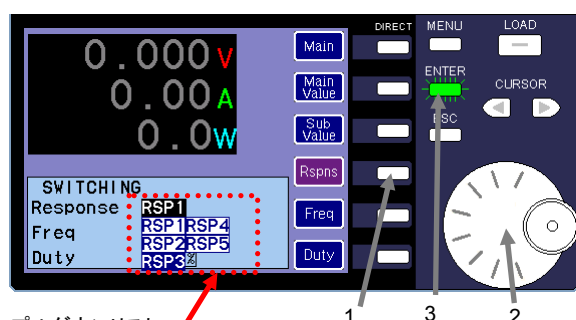 DIRECT MENU LOAD
0.000V
0.00A
0.0W
Main
Main Value
Sub Value
Rspns
Freq
Duty
ENTER
CURSOR
ESC
SWITCHING
Response RSP1
Freq RSP1 RSP4
RSP2 RSP5
Duty RSP3 %
1 3 2